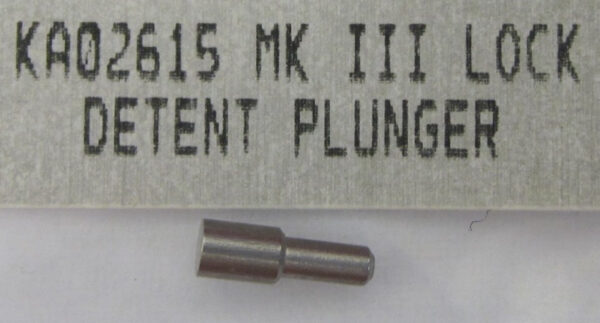 KA02615 MK III LOCK
DETENT PLUNGER